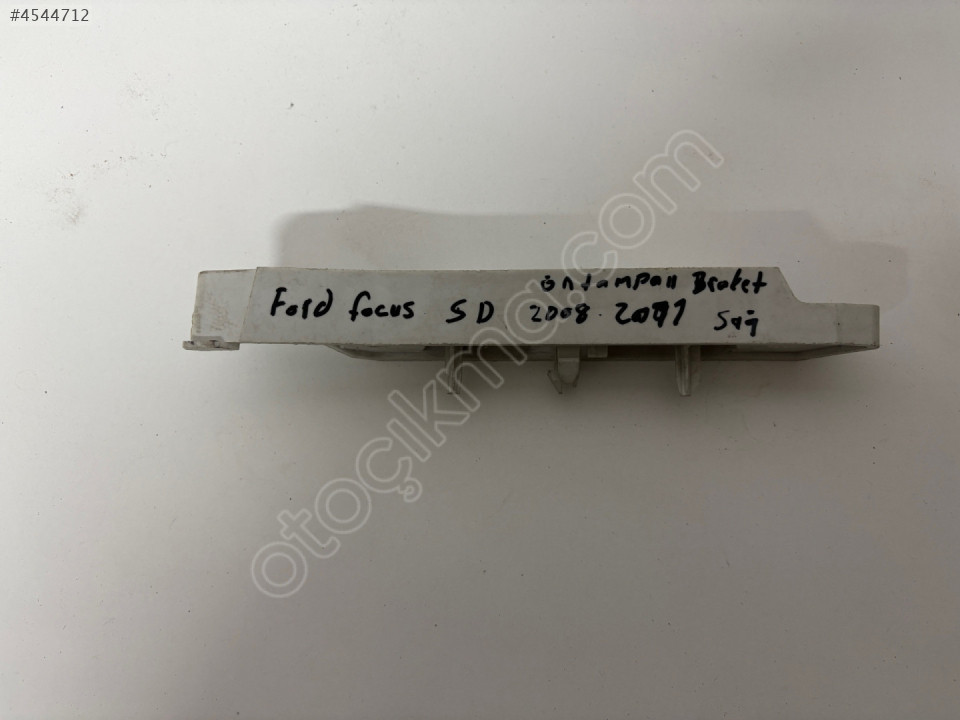 #4544712
öntampon Braket
Ford focus SD 2008-2011 Sağ
otoçıkma.com